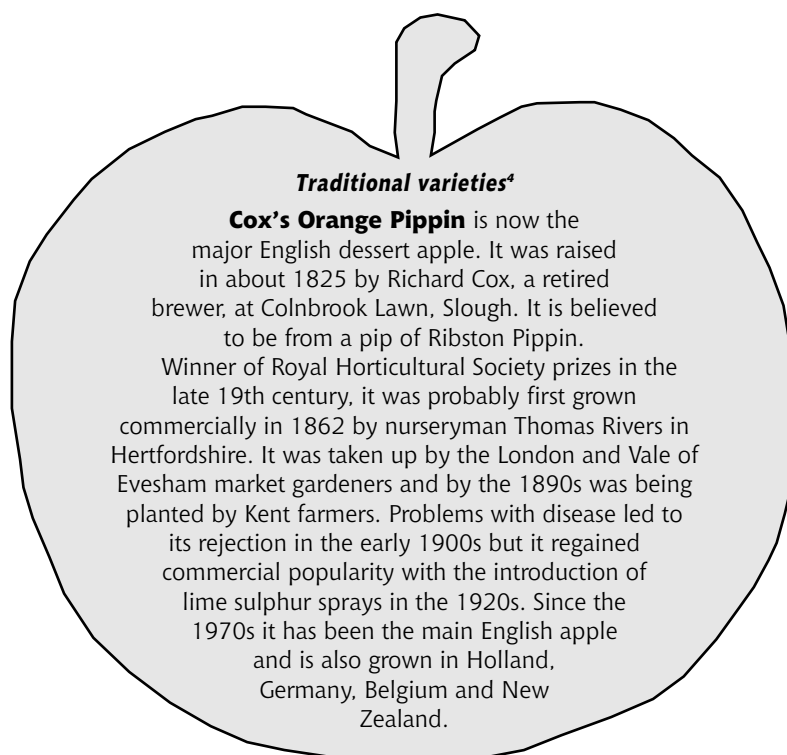 Traditional varieties⁴
Cox’s Orange Pippin is now the
major English dessert apple. It was raised
in about 1825 by Richard Cox, a retired
brewer, at Colnbrook Lawn, Slough. It is believed
to be from a pip of Ribston Pippin.
Winner of Royal Horticultural Society prizes in the
late 19th century, it was probably first grown
commercially in 1862 by nurseryman Thomas Rivers in
Hertfordshire. It was taken up by the London and Vale of
Evesham market gardeners and by the 1890s was being
planted by Kent farmers. Problems with disease led to
its rejection in the early 1900s but it regained
commercial popularity with the introduction of
lime sulphur sprays in the 1920s. Since the
1970s it has been the main English apple
and is also grown in Holland,
Germany, Belgium and New
Zealand.